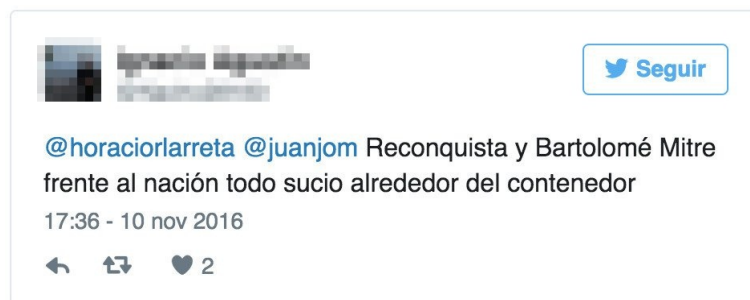 Seguir
@horaciorlarreta @juanjom Reconquista y Bartolomé Mitre
frente al nación todo sucio alrededor del contenedor
17:36 - 10 nov 2016
2